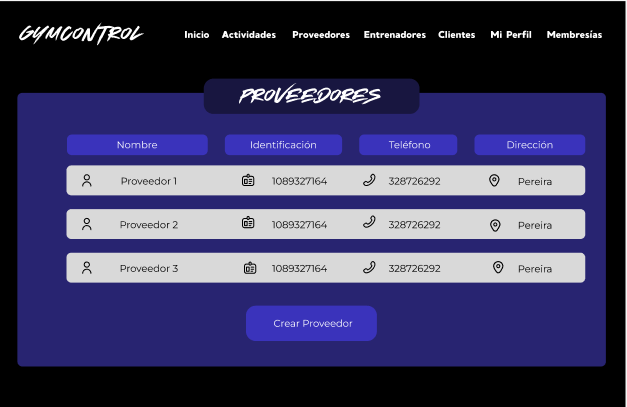 GYMCONTROL Inicio Actividades Proveedores Entrenadores Clientes Mi Perfil Membresías
PROVEEDORES
Nombre Identificación Teléfono Dirección
Proveedor 1 1089327164 328726292 Pereira
Proveedor 2 1089327164 328726292 Pereira
Proveedor 3 1089327164 328726292 Pereira
Crear Proveedor